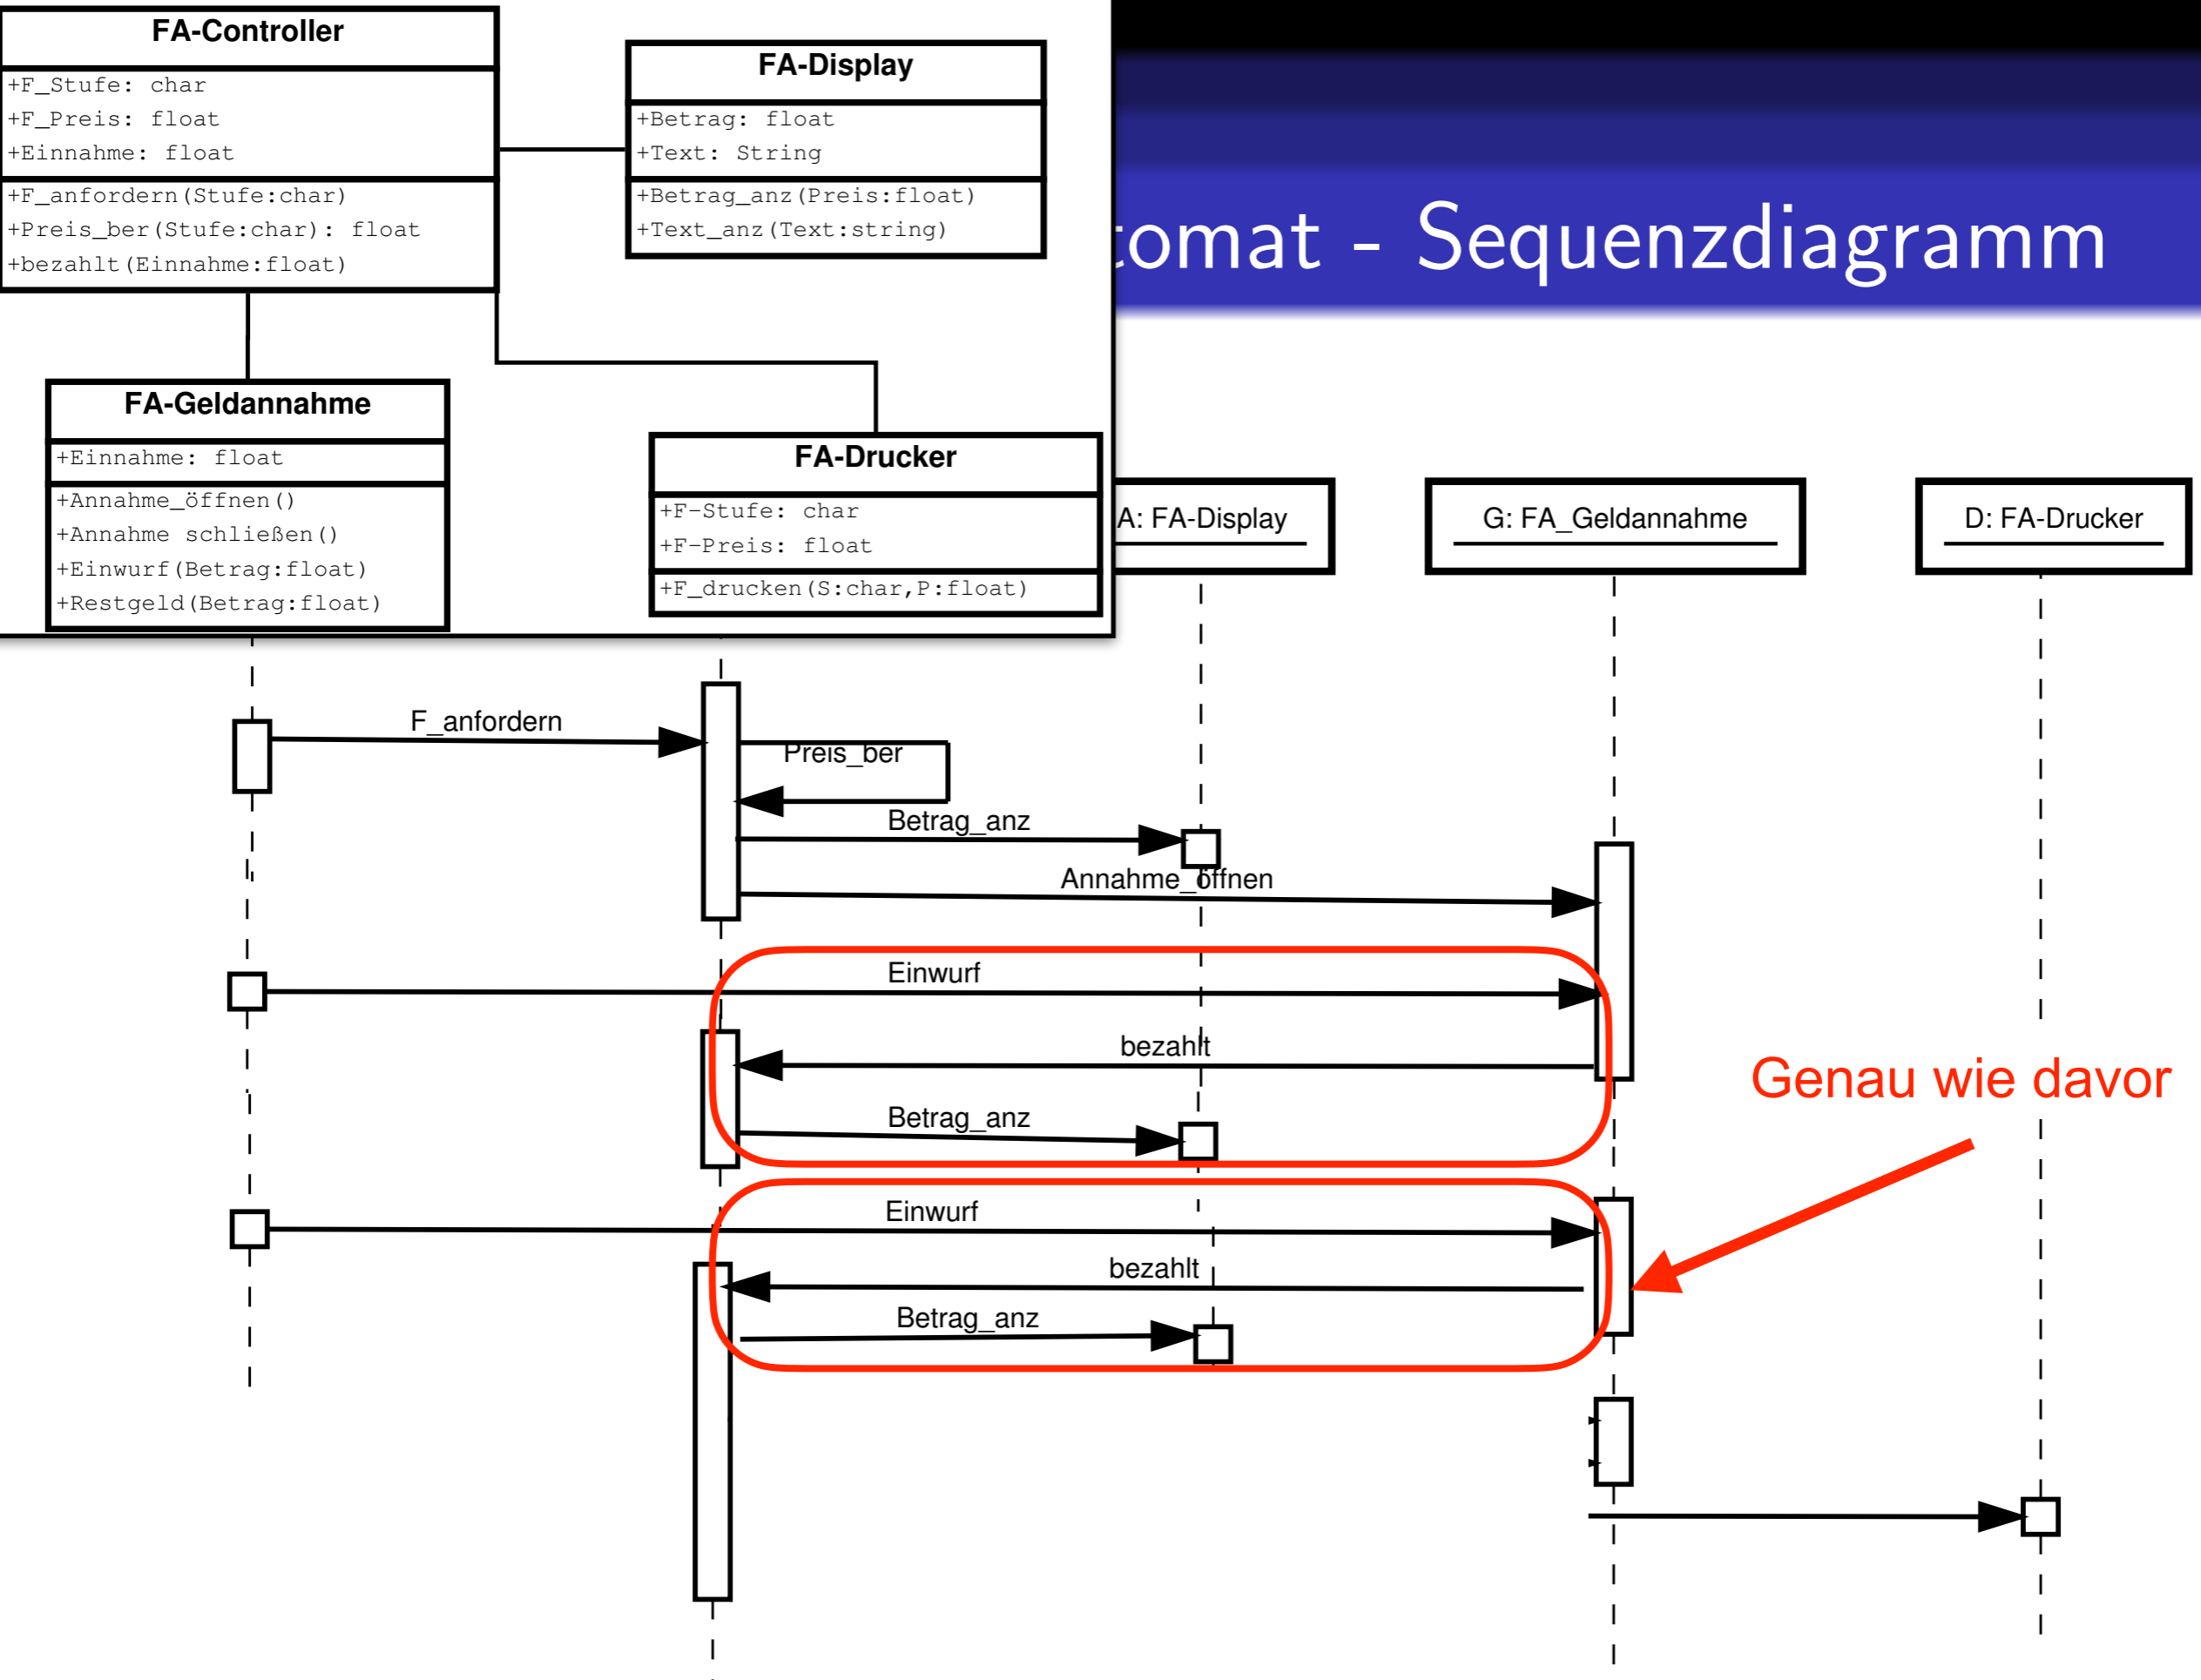 FA-Controller
+F_Stufe: char
+F_Preis: float
+Einnahme: float
+F_anfordern(Stufe:char)
+Preis_ber(Stufe:char): float
+bezahlt(Einnahme:float)
FA-Display
+Betrag: float
+Text: String
+Betrag_anz(Preis:float)
+Text_anz(Text:string)
tomat - Sequenzdiagramm
FA-Geldannahme
+Einnahme: float
+Annahme_öffnen()
+Annahme schließen()
+Einwurf(Betrag:float)
+Restgeld(Betrag:float)
FA-Drucker
+F-Stufe: char
+F-Preis: float
+F_drucken(S:char,P:float)
A: FA-Display
G: FA_Geldannahme
D: FA-Drucker
F_anfordern
Preis_ber
Betrag_anz
Annahme_öffnen
Einwurf
bezahlt
Genau wie davor
Betrag_anz
Einwurf
bezahlt
Betrag_anz